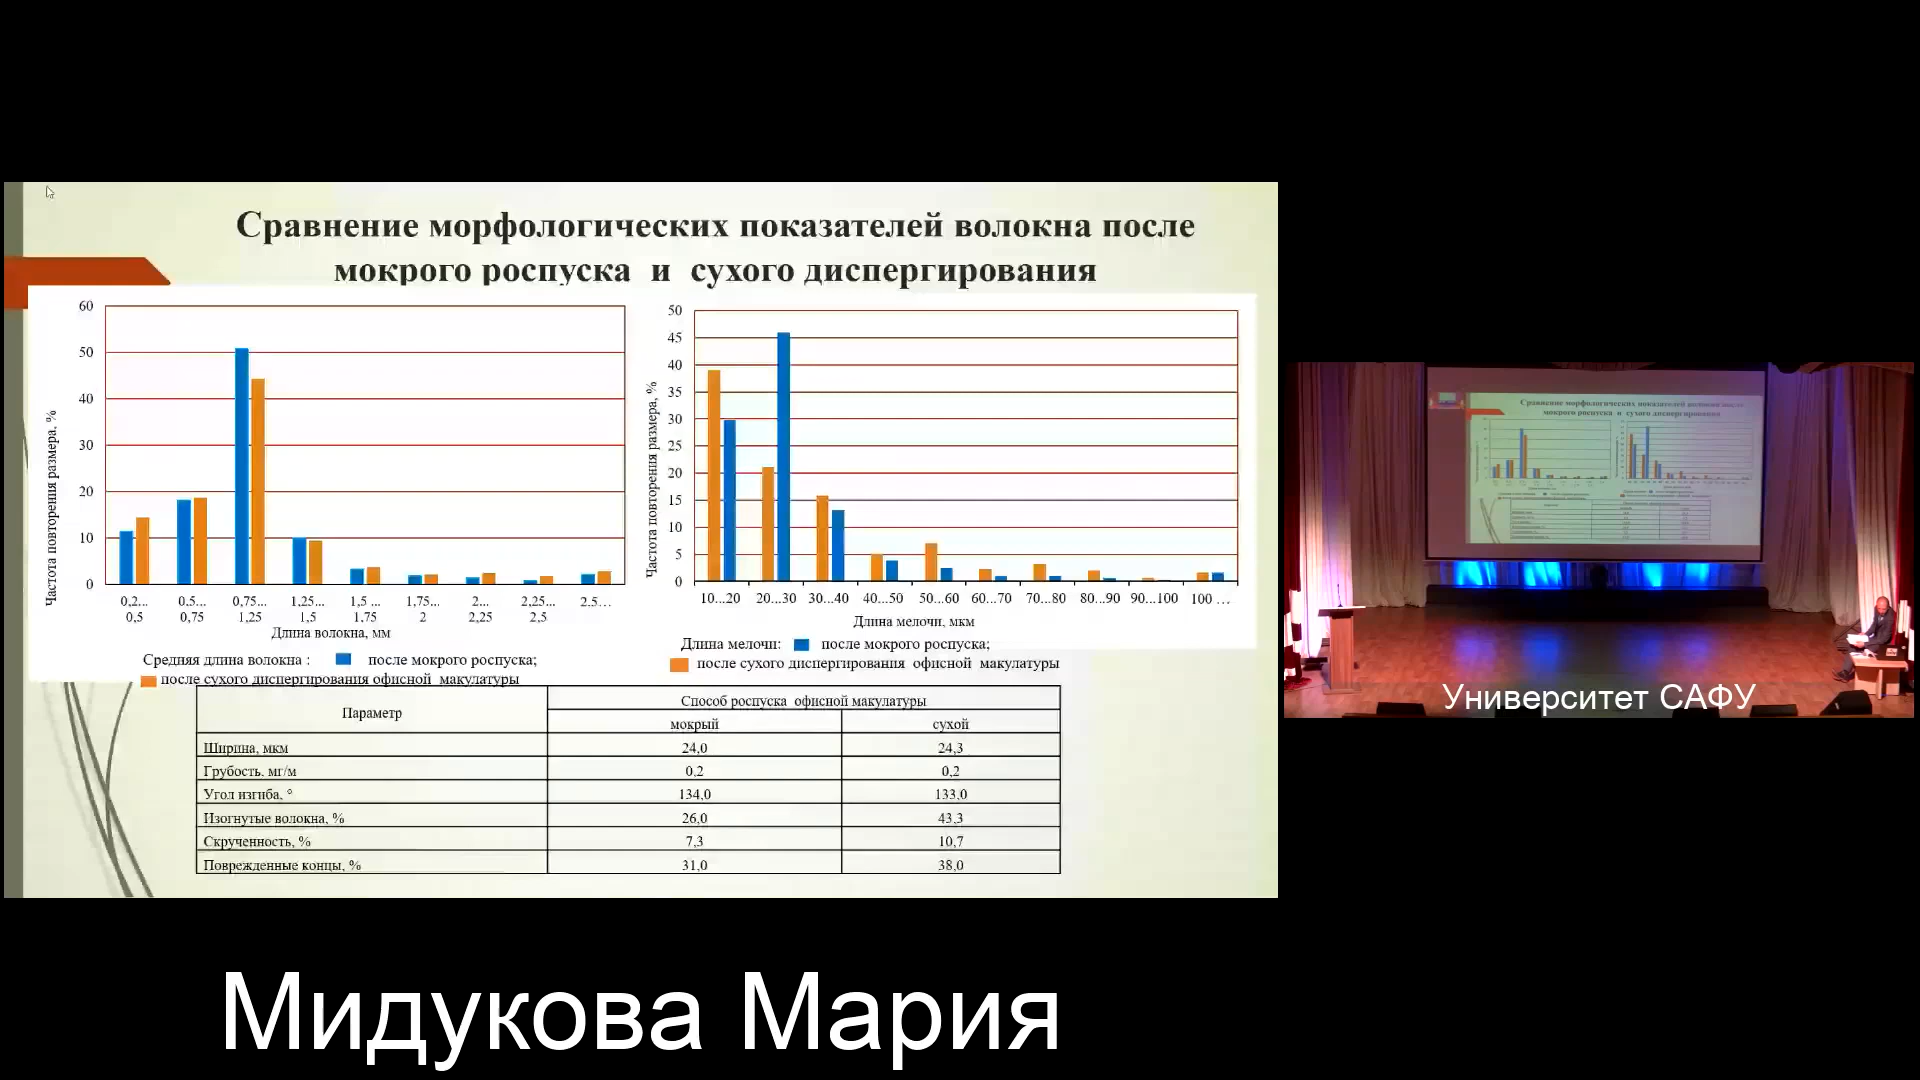 Сравнение морфологических показателей волокна после
мокрого роспуска и сухого диспергирования
Частота повторения размера, %
60
50
40
30
20
10
0
0,2... 0,5... 0,75... 1,25... 1,5 ... 1,75... 2... 2,25... 2,5…
0,5 0,75 1,25 1,5 1,75 2 2,25 2,5
Длина волокна, мм
Средняя длина волокна : после мокрого роспуска;
после сухого диспергирования офисной макулатуры
Частота повторения размера, %
50
45
40
35
30
25
20
15
10
5
0
10...20 20...30 30...40 40...50 50...60 60...70 70...80 80...90 90...100 100 …
Длина мелочи, мкм
Длина мелочи: после мокрого роспуска;
после сухого диспергирования офисной макулатуры
Параметр Способ роспуска офисной макулатуры
мокрый сухой
Ширина, мкм 24,0 24,3
Грубость, мг/м 0,2 0,2
Угол изгиба, ° 134,0 133,0
Изогнутые волокна, % 26,0 43,3
Скрученность, % 7,3 10,7
Поврежденные концы, % 31,0 38,0
Университет САФУ
Мидукова Мария